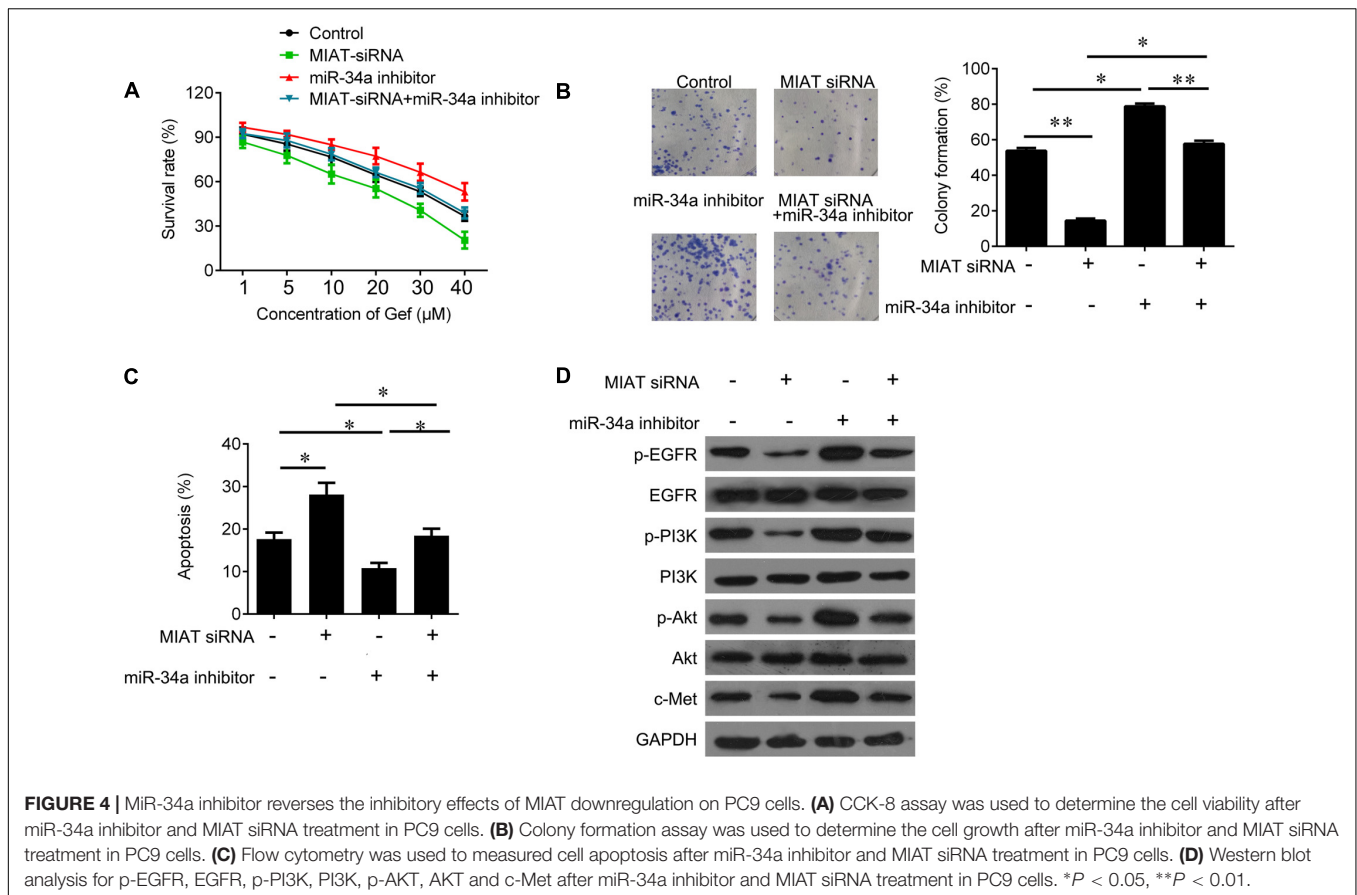 Control
MIAT-siRNA
miR-34a inhibitor
MIAT-siRNA+miR-34a inhibitor
A
120
90
60
30
0
Survival rate (%)
1 5 10 20 30 40
Concentration of Gef (µM)
B
Control MIAT siRNA
miR-34a inhibitor MIAT siRNA
+miR-34a inhibitor
*
* **
**
100
80
60
40
20
0
Colony formation (%)
MIAT siRNA - + - +
miR-34a inhibitor - - + +
C
*
* *
*
40
30
20
10
0
Apoptosis (%)
MIAT siRNA - + - +
miR-34a inhibitor - - + +
D
MIAT siRNA - + - +
miR-34a inhibitor - - + +
p-EGFR
EGFR
p-PI3K
PI3K
p-Akt
Akt
c-Met
GAPDH
FIGURE 4 | MiR-34a inhibitor reverses the inhibitory effects of MIAT downregulation on PC9 cells. (A) CCK-8 assay was used to determine the cell viability after
miR-34a inhibitor and MIAT siRNA treatment in PC9 cells. (B) Colony formation assay was used to determine the cell growth after miR-34a inhibitor and MIAT siRNA
treatment in PC9 cells. (C) Flow cytometry was used to measured cell apoptosis after miR-34a inhibitor and MIAT siRNA treatment in PC9 cells. (D) Western blot
analysis for p-EGFR, EGFR, p-PI3K, PI3K, p-AKT, AKT and c-Met after miR-34a inhibitor and MIAT siRNA treatment in PC9 cells. *P < 0.05, **P < 0.01.